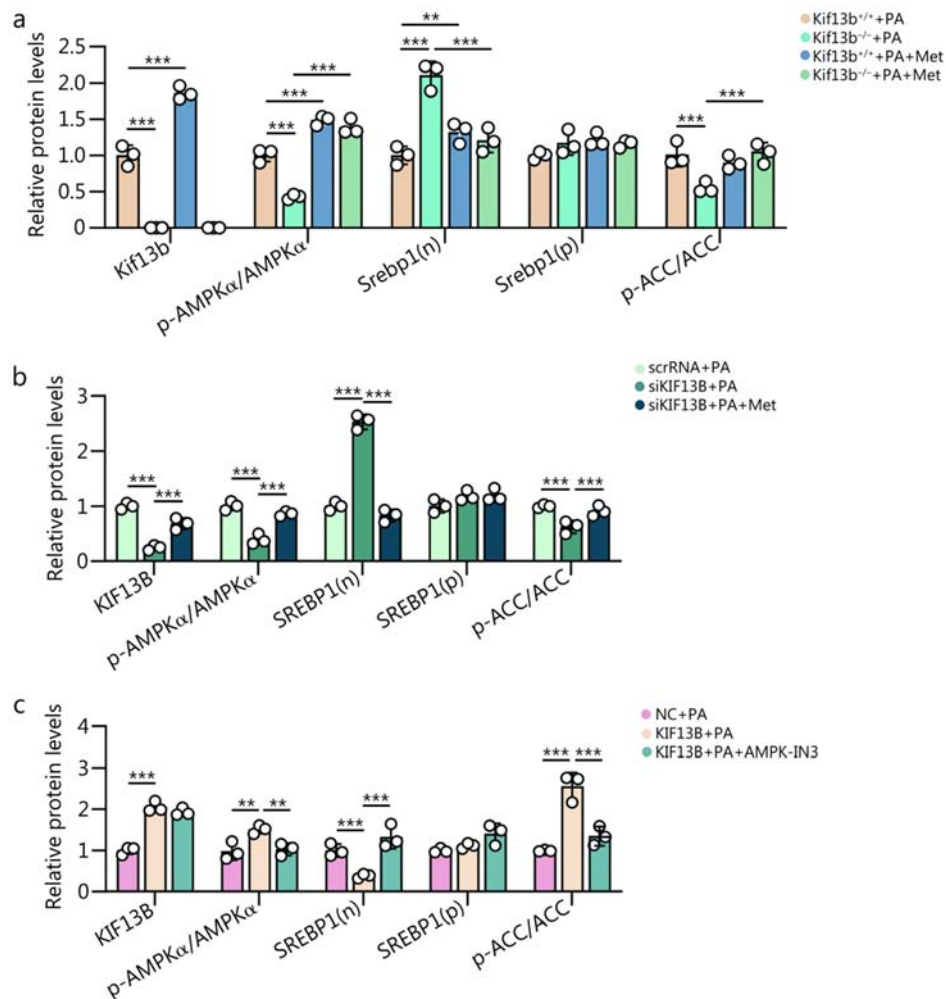 a
Kif13b⁺/⁺+PA
Kif13b⁻/⁻+PA
Kif13b⁺/⁺+PA+Met
Kif13b⁻/⁻+PA+Met
Relative protein levels
2.5
2.0
1.5
1.0
0.5
0
***
***
***
***
***
**
***
***
***
***
Kif13b
p-AMPKα/AMPKα
Srebp1(n)
Srebp1(p)
p-ACC/ACC
b
scrRNA+PA
siKIF13B+PA
siKIF13B+PA+Met
Relative protein levels
3
2
1
0
***
***
***
***
***
***
***
***
KIF13B
p-AMPKα/AMPKα
SREBP1(n)
SREBP1(p)
p-ACC/ACC
c
NC+PA
KIF13B+PA
KIF13B+PA+AMPK-IN3
Relative protein levels
4
3
2
1
0
***
**
**
***
***
***
***
KIF13B
p-AMPKα/AMPKα
SREBP1(n)
SREBP1(p)
p-ACC/ACC